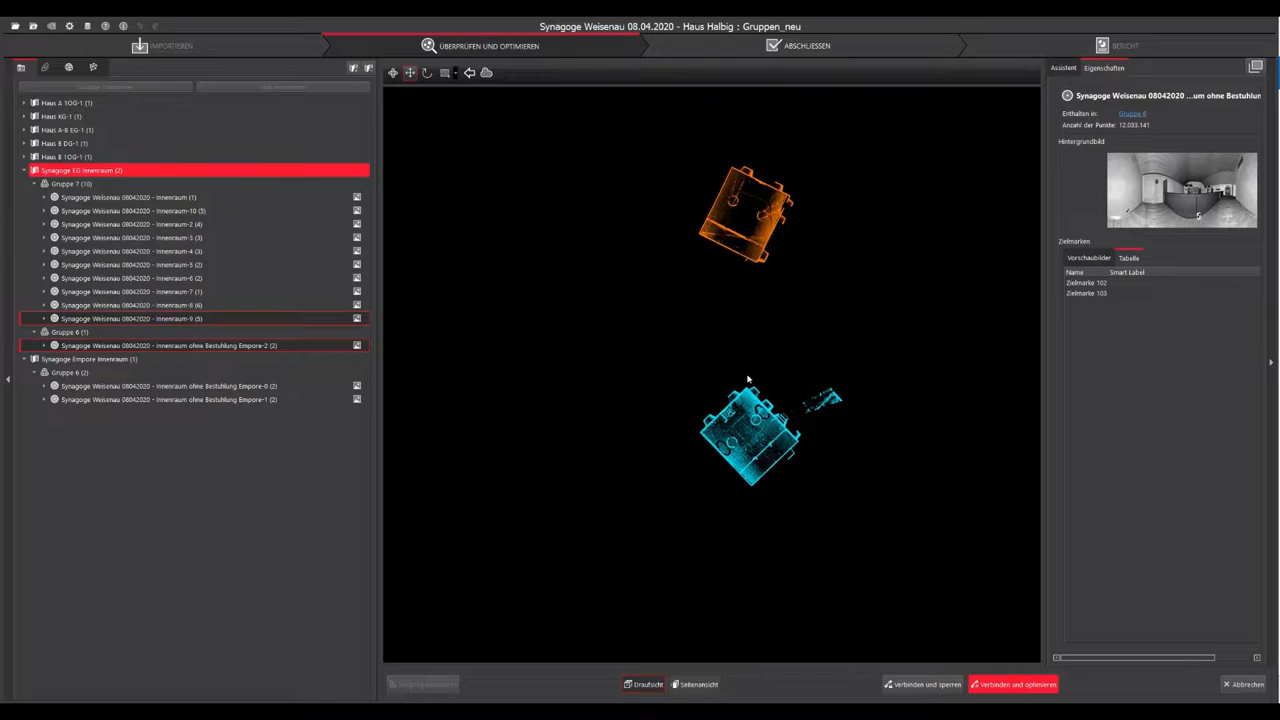 Synagoge Weisenau 08.04.2020 - Haus Halbig : Gruppen_neu
IMPORTIEREN
ÜBERPRÜFEN UND OPTIMIEREN
ABSCHLIESSEN
BERICHT
Assistent
Eigenschaften
Haus A 1OG-1 (1)
Haus KG-1 (1)
Haus A-B EG-1 (1)
Haus B DG-1 (1)
Haus B 1OG-1 (1)
Synagoge EG Innenraum (2)
Gruppe 7 (10)
Synagoge Weisenau 08042020 - Innenraum (1)
Synagoge Weisenau 08042020 - Innenraum-10 (5)
Synagoge Weisenau 08042020 - Innenraum-2 (4)
Synagoge Weisenau 08042020 - Innenraum-3 (3)
Synagoge Weisenau 08042020 - Innenraum-4 (3)
Synagoge Weisenau 08042020 - Innenraum-5 (2)
Synagoge Weisenau 08042020 - Innenraum-6 (2)
Synagoge Weisenau 08042020 - Innenraum-7 (1)
Synagoge Weisenau 08042020 - Innenraum-8 (6)
Synagoge Weisenau 08042020 - Innenraum-9 (5)
Gruppe 6 (1)
Synagoge Weisenau 08042020 - Innenraum ohne Bestuhlung Empore-2 (2)
Synagoge Empore Innenraum (1)
Gruppe 6 (2)
Synagoge Weisenau 08042020 - Innenraum ohne Bestuhlung Empore-0 (2)
Synagoge Weisenau 08042020 - Innenraum ohne Bestuhlung Empore-1 (2)
Synagoge Weisenau 08042020 ...um ohne Bestuhlun
Enthalten in: Gruppe 6
Anzahl der Punkte: 12.033.141
Hintergrundbild
Zielmarken
Vorschaubilder
Tabelle
Name Smart Label
Zielmarke 102
Zielmarke 103
Draufsicht
Seitenansicht
Verbinden und sperren
Verbinden und optimieren
Abbrechen